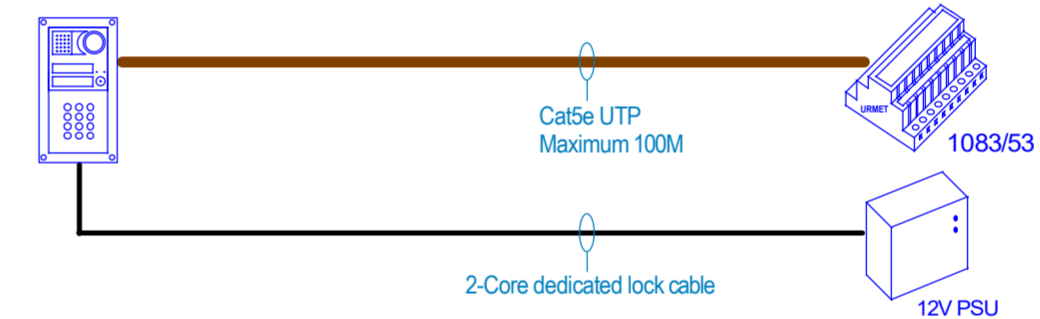 Cat5e UTP
Maximum 100M
URMET
1083/53
2-Core dedicated lock cable
12V PSU